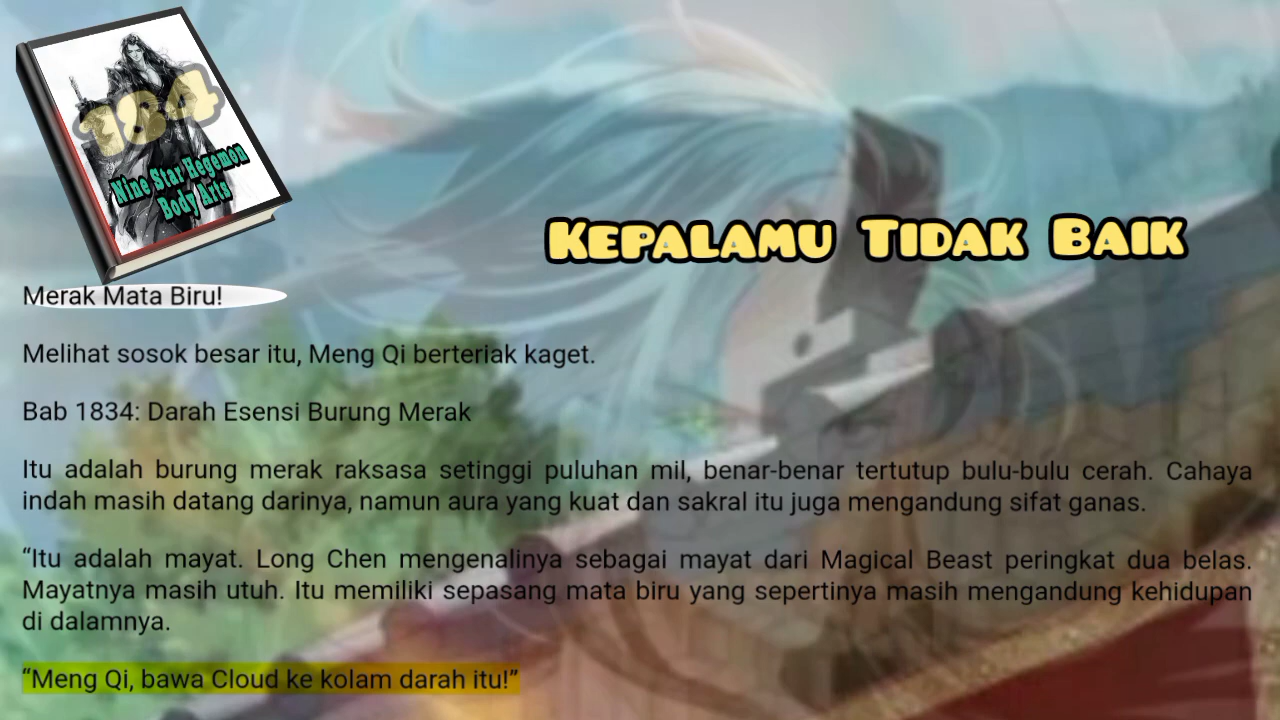 184
Nine Star Hegemon
Body Arts
Kepalamu Tidak Baik
Merak Mata Biru!
Melihat sosok besar itu, Meng Qi berteriak kaget.
Bab 1834: Darah Esensi Burung Merak
Itu adalah burung merak raksasa setinggi puluhan mil, benar-benar tertutup bulu-bulu cerah. Cahaya
indah masih datang darinya, namun aura yang kuat dan sakral itu juga mengandung sifat ganas.
“Itu adalah mayat. Long Chen mengenalinya sebagai mayat dari Magical Beast peringkat dua belas.
Mayatnya masih utuh. Itu memiliki sepasang mata biru yang sepertinya masih mengandung kehidupan
di dalamnya.
“Meng Qi, bawa Cloud ke kolam darah itu!”